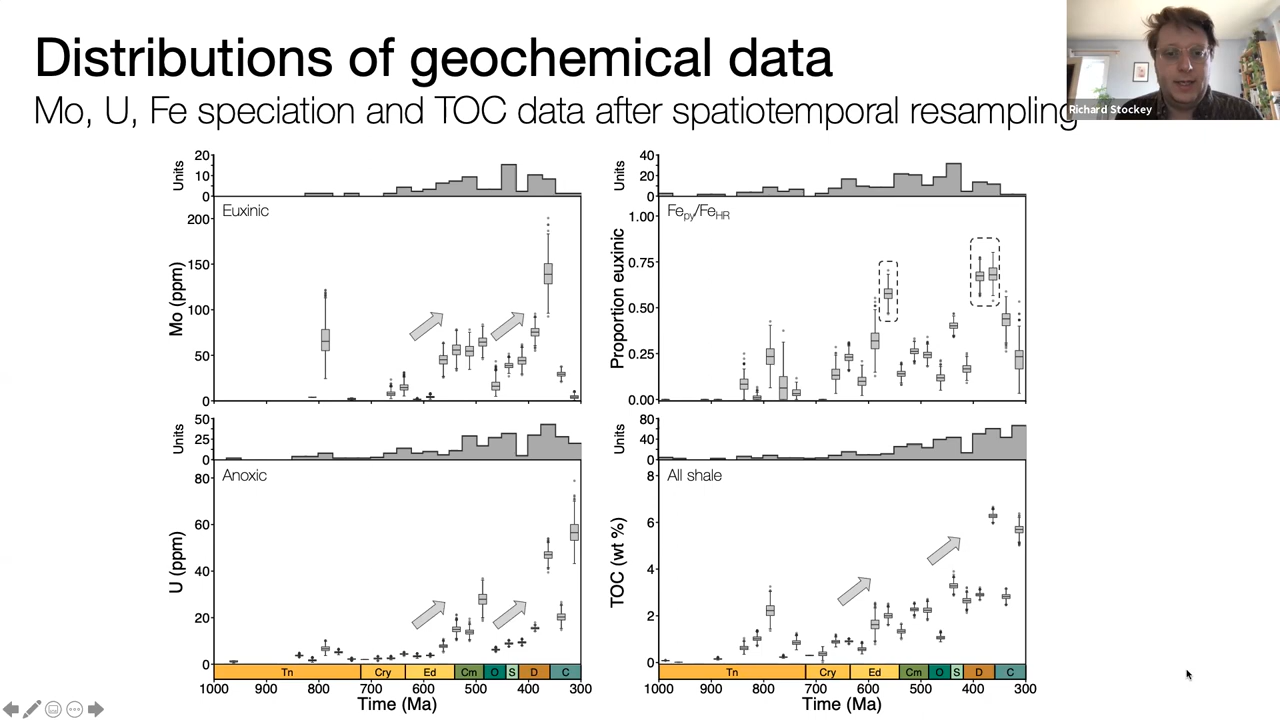 Distributions of geochemical data
Mo, U, Fe speciation and TOC data after spatiotemporal resampling
Richard Stockey
20
10
0
Units
Euxinic
200
150
100
50
0
Mo (ppm)
40
20
10
0
Units
Fepy/FeHR
1.00
0.75
0.50
0.25
0.00
Proportion euxinic
50
25
0
Units
Anoxic
80
60
40
20
0
U (ppm)
Tn Cry Ed Cm O S D C
1000 900 800 700 600 500 400 300
Time (Ma)
80
40
0
Units
All shale
8
6
4
2
0
TOC (wt %)
Tn Cry Ed Cm O S D C
1000 900 800 700 600 500 400 300
Time (Ma)